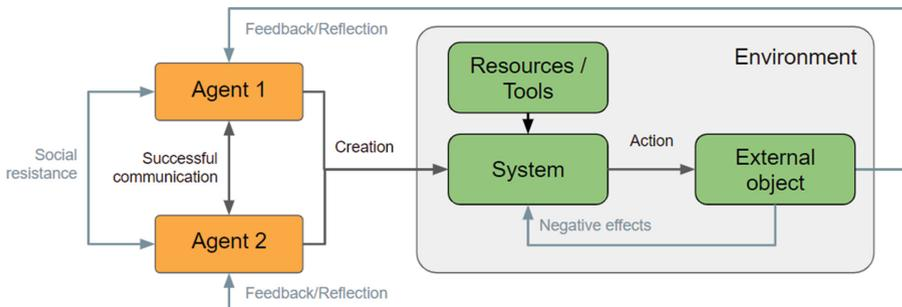 Feedback/Reflection
Environment
Resources /
Tools
Agent 1
Social
resistance
Successful
communication
Creation
System
Action
External
object
Negative effects
Agent 2
Feedback/Reflection